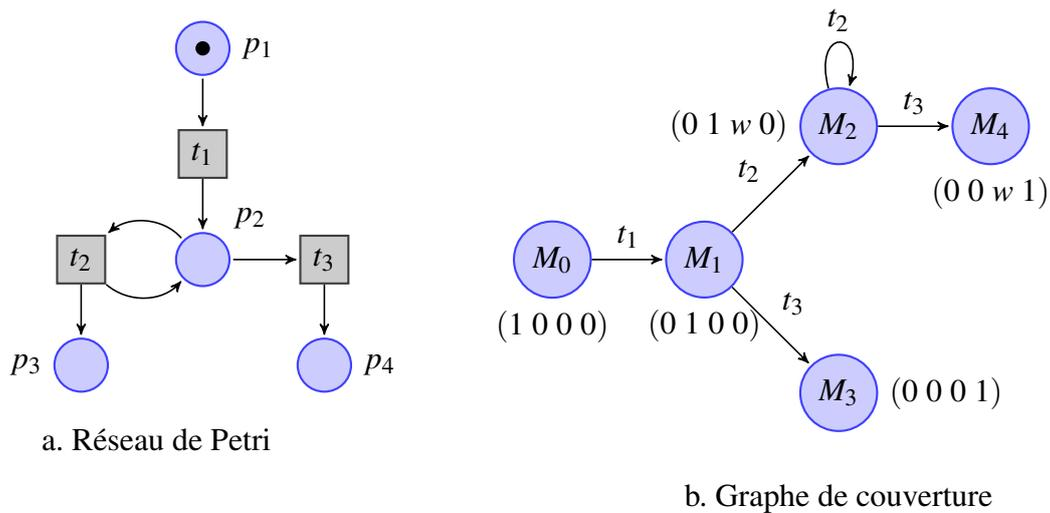 p1
t1
p2
t2
t3
p3
p4
a. Réseau de Petri
t2
(0 1 w 0)
M2
t3
M4
(0 0 w 1)
t2
M0
t1
M1
(1 0 0 0)
(0 1 0 0)
t3
M3
(0 0 0 1)
b. Graphe de couverture